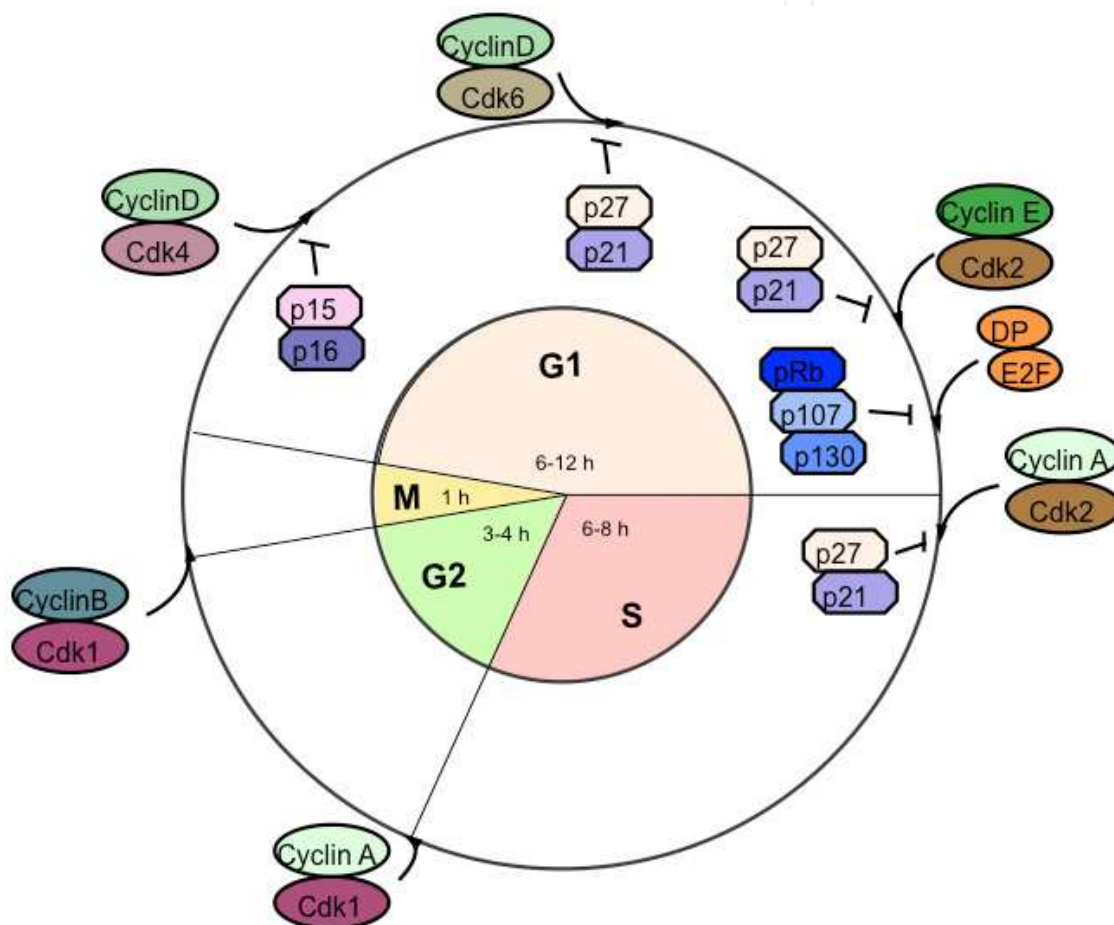 CyclinD
Cdk6
CyclinD
Cdk4
p27
p21
p15
p16
p27
p21
Cyclin E
Cdk2
DP
E2F
pRb
p107
p130
Cyclin A
Cdk2
p27
p21
G1
6-12 h
M 1 h
3-4 h
G2
6-8 h
S
CyclinB
Cdk1
Cyclin A
Cdk1